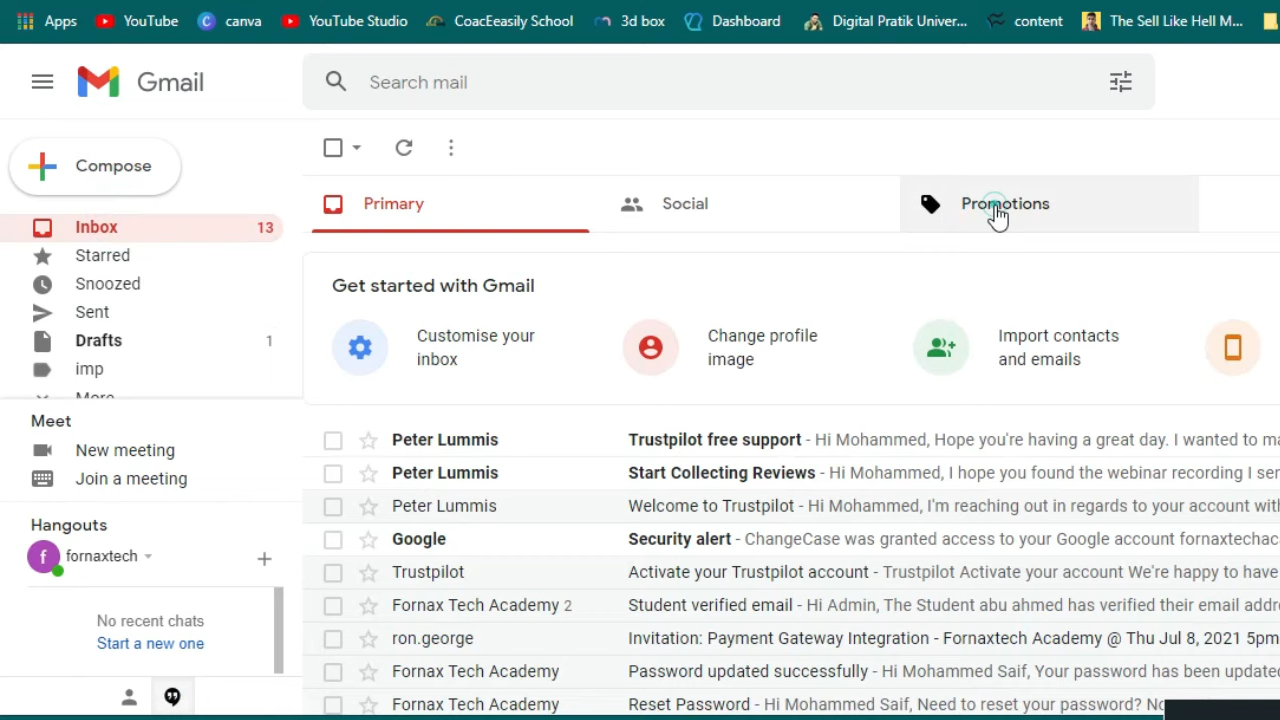 Apps YouTube canva YouTube Studio CoacEeasily School 3d box Dashboard Digital Pratik Univer... content The Sell Like Hell M...
Gmail Search mail
Compose
Primary Social Promotions
Inbox 13
Starred
Snoozed
Sent
Drafts 1
imp
More
Meet
New meeting
Join a meeting
Hangouts
f fornaxtech
No recent chats
Start a new one
Get started with Gmail
Customise your inbox
Change profile image
Import contacts and emails
Peter Lummis Trustpilot free support - Hi Mohammed, Hope you're having a great day. I wanted to ma
Peter Lummis Start Collecting Reviews - Hi Mohammed, I hope you found the webinar recording I se
Peter Lummis Welcome to Trustpilot - Hi Mohammed, I'm reaching out in regards to your account with
Google Security alert - ChangeCase was granted access to your Google account fornaxtechac
Trustpilot Activate your Trustpilot account - Trustpilot Activate your account We're happy to have
Fornax Tech Academy 2 Student verified email - Hi Admin, The Student abu ahmed has verified their email addr
ron.george Invitation: Payment Gateway Integration - Fornaxtech Academy @ Thu Jul 8, 2021 5pm
Fornax Tech Academy Password updated successfully - Hi Mohammed Saif, Your password has been update
Fornax Tech Academy Reset Password - Hi Mohammed Saif, Need to reset your password? No